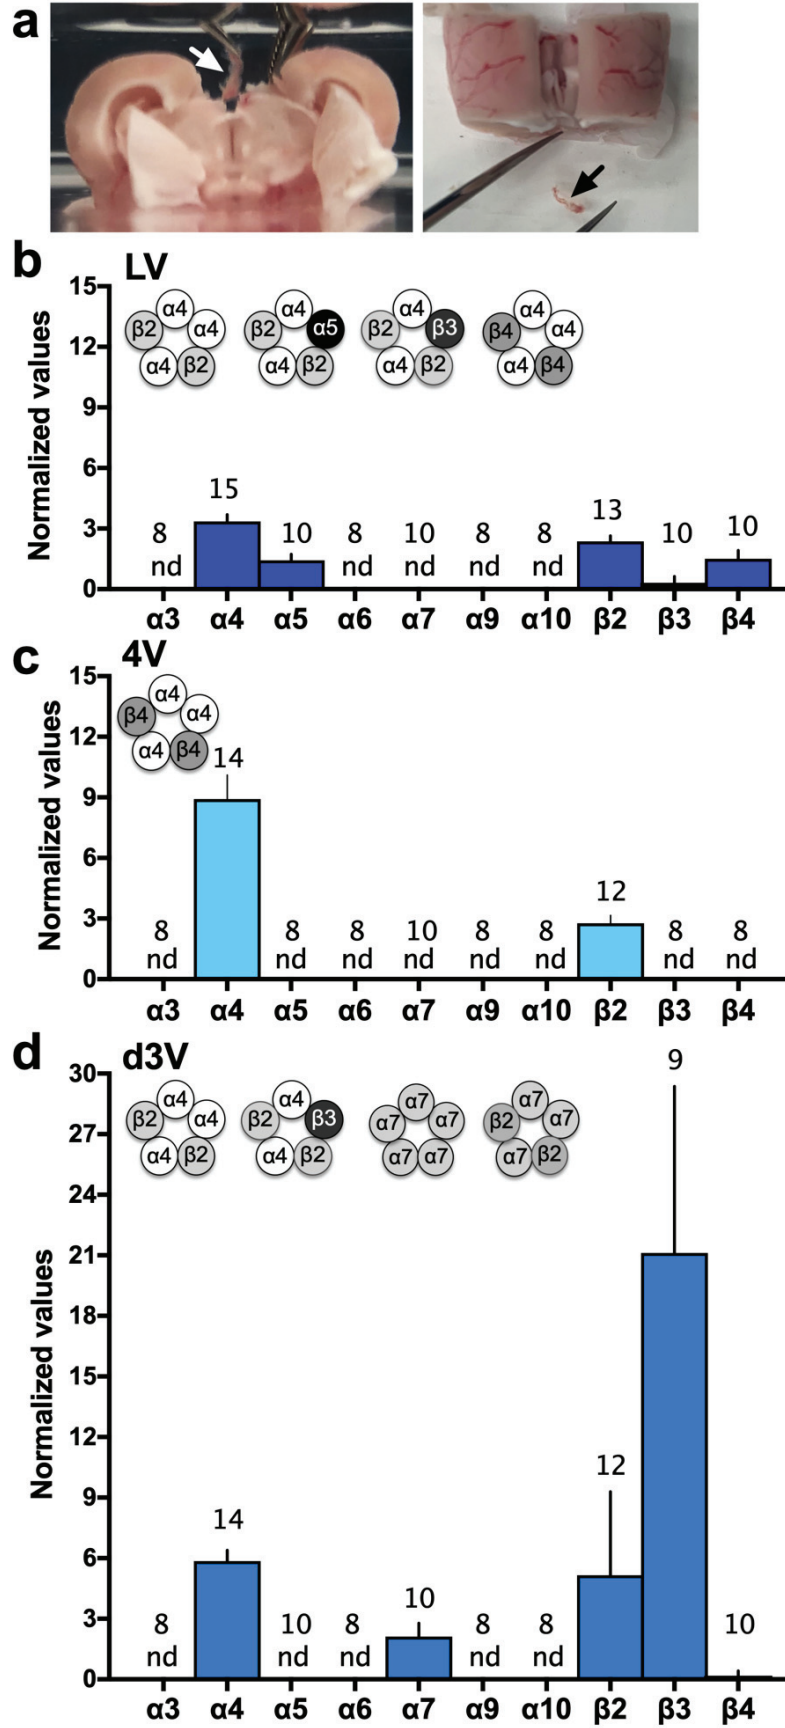 a
b LV
Normalized values
15
12
9
6
3
0
α4
β2 α4
α4 β2
α4
β2 α5
α4 β2
α4
β2 β3
α4 β2
α4
β4 α4
α4 β4
8 15 10 8 10 8 8 13 10 10
nd nd nd nd nd
α3 α4 α5 α6 α7 α9 α10 β2 β3 β4
c 4V
Normalized values
15
12
9
6
3
0
α4
β4 α4
α4 β4
8 14 8 8 10 8 8 12 8 8
nd nd nd nd nd nd nd nd
α3 α4 α5 α6 α7 α9 α10 β2 β3 β4
d d3V
Normalized values
30
27
24
21
18
15
12
9
6
3
0
α4
β2 α4
α4 β2
α4
β2 β3
α4 β2
α7
α7 α7
α7 α7
α7
β2 α7
α7 β2
8 14 10 8 10 8 8 12 9 10
nd nd nd nd nd
α3 α4 α5 α6 α7 α9 α10 β2 β3 β4